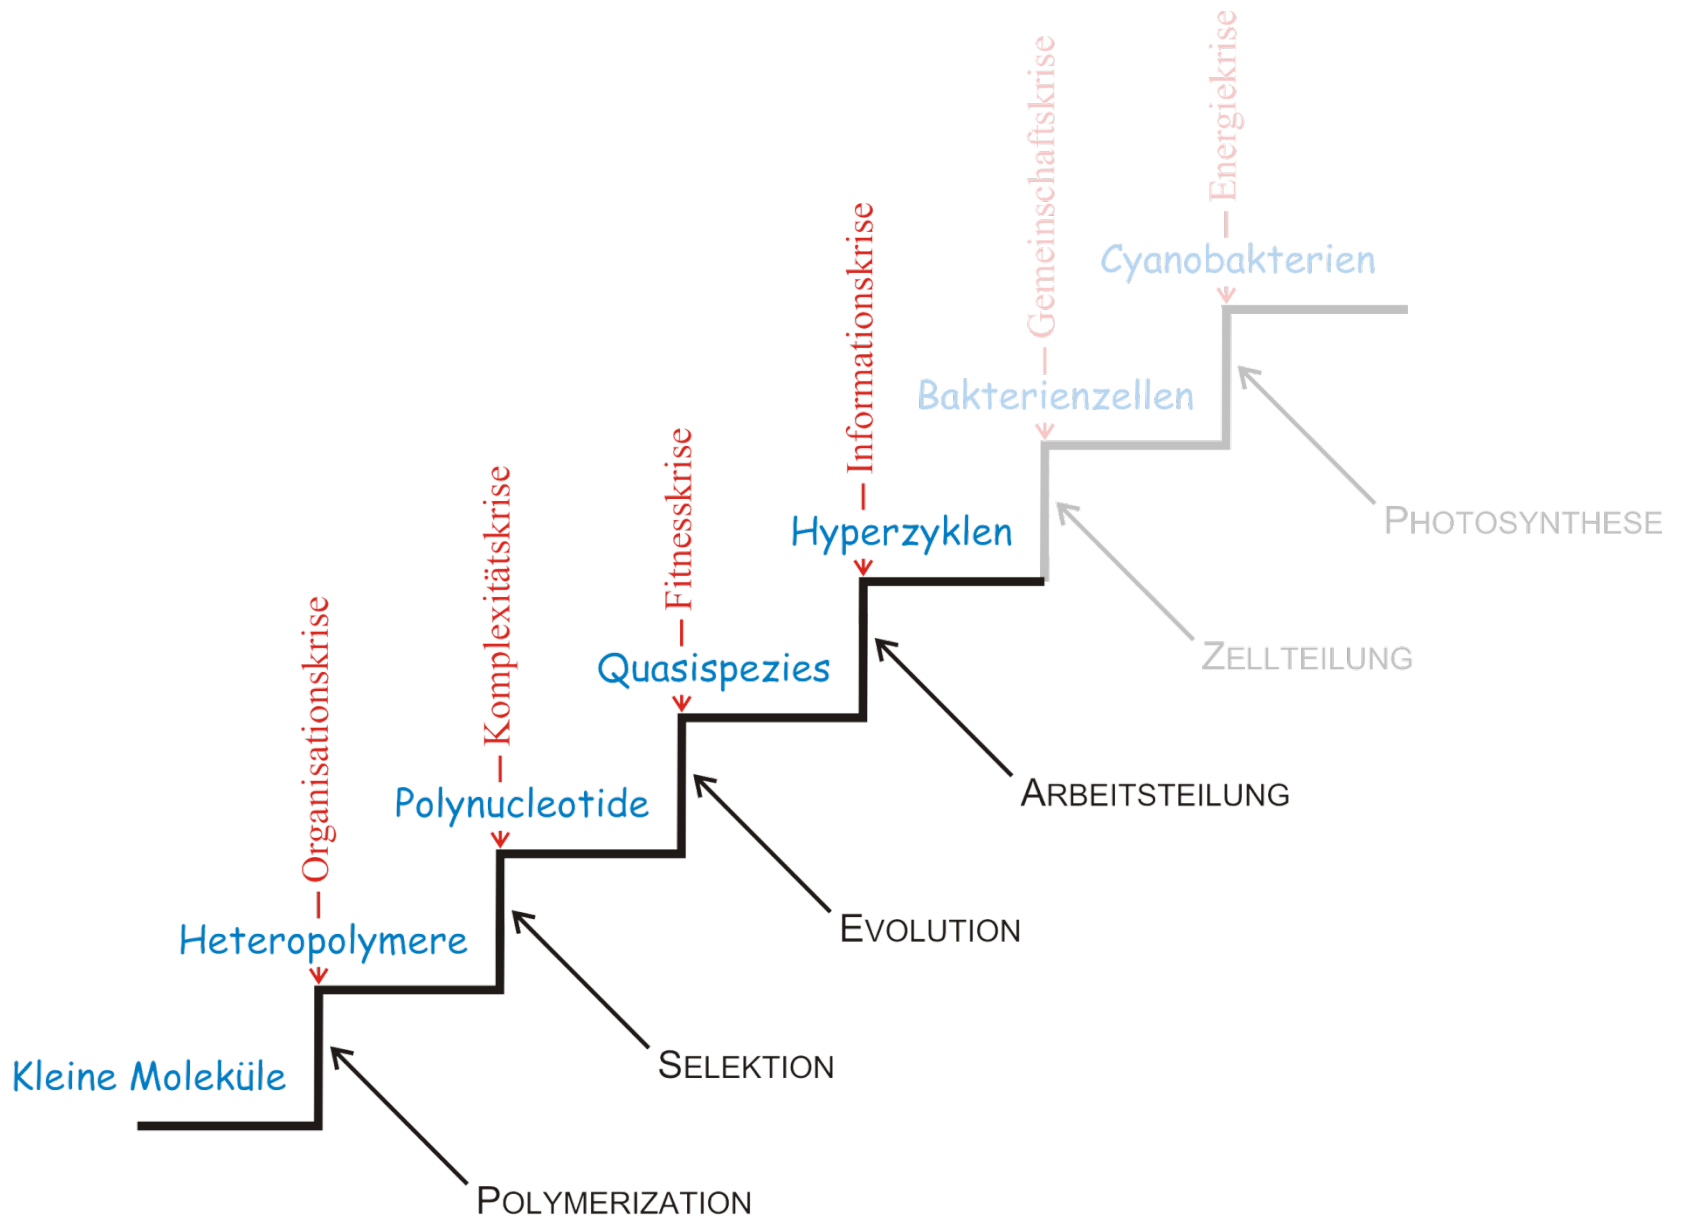 Energiekrise
Gemeinschaftskrise
Cyanobakterien
Informationskrise
Bakterienzellen
PHOTOSYNTHESE
Fitnesskrise
Hyperzyklen
Komplexitätskrise
ZELLTEILUNG
Quasispezies
Organisationskrise
ARBEITSTEILUNG
Polynucleotide
EVOLUTION
Heteropolymere
SELEKTION
Kleine Moleküle
POLYMERIZATION